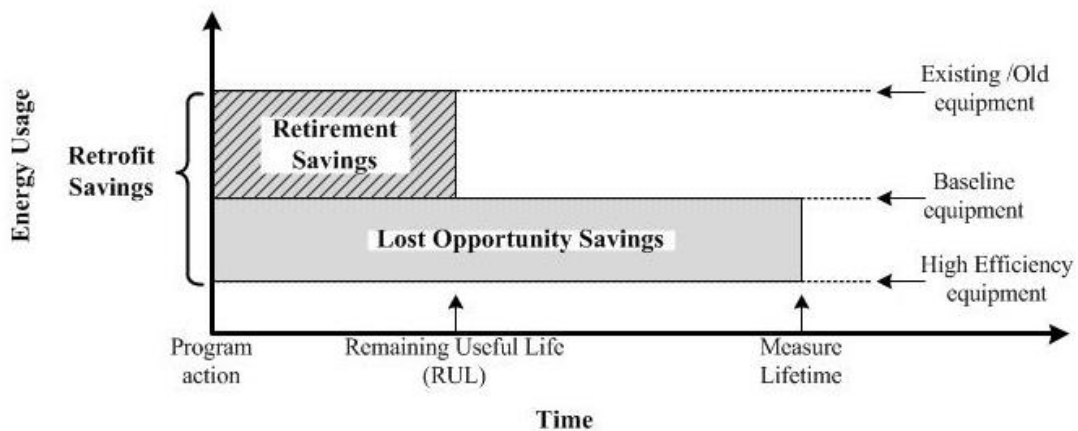 Energy Usage
Retrofit
Savings
Retirement
Savings
Lost Opportunity Savings
Existing /Old
equipment
Baseline
equipment
High Efficiency
equipment
Program
action
Remaining Useful Life
(RUL)
Measure
Lifetime
Time